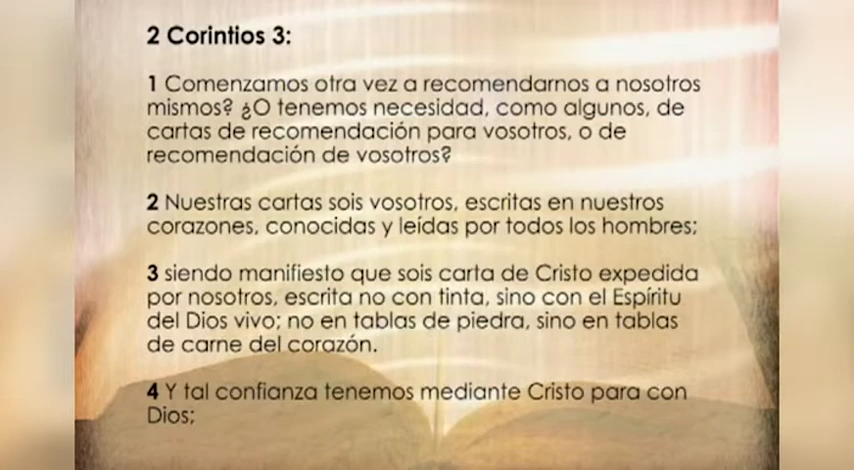 2 Corintios 3:
1 Comenzamos otra vez a recomendarnos a nosotros
mismos? ¿O tenemos necesidad, como algunos, de
cartas de recomendación para vosotros, o de
recomendación de vosotros?
2 Nuestras cartas sois vosotros, escritas en nuestros
corazones, conocidas y leídas por todos los hombres;
3 siendo manifiesto que sois carta de Cristo expedida
por nosotros, escrita no con tinta, sino con el Espíritu
del Dios vivo; no en tablas de piedra, sino en tablas
de carne del corazón.
4 Y tal confianza tenemos mediante Cristo para con
Dios;